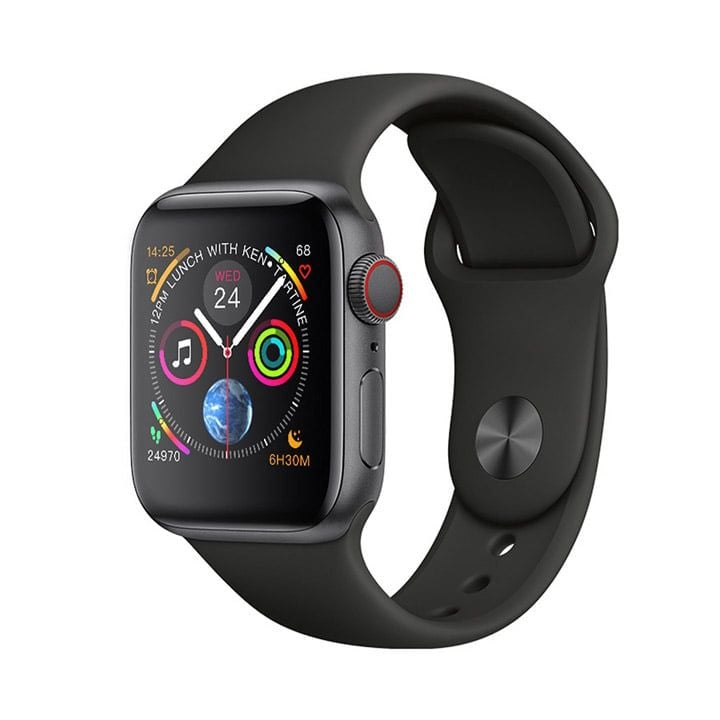 14:25
68
12PM LUNCH WITH KEN•TARTINE
WED
24
24970
6H30M